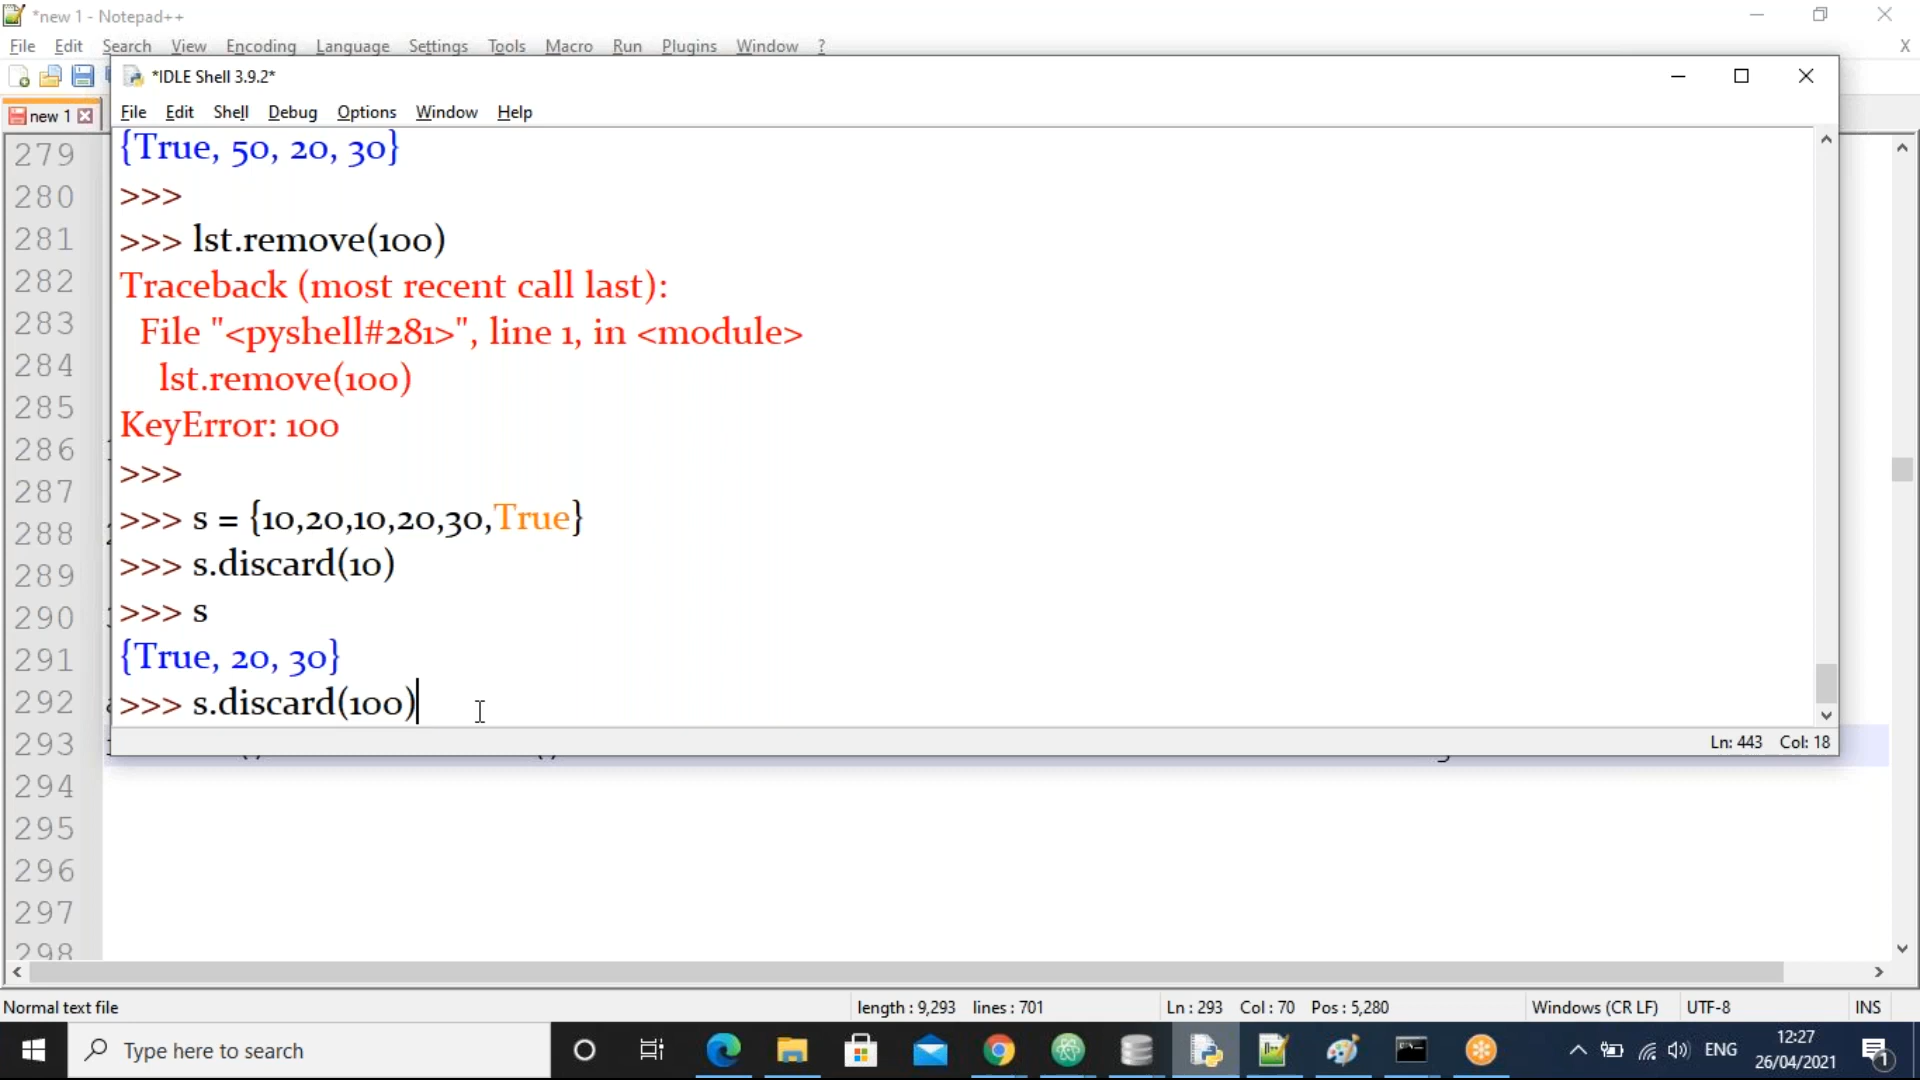 *new 1 - Notepad++
File Edit Search View Encoding Language Settings Tools Macro Run Plugins Window ?
X
*IDLE Shell 3.9.2*
new 1
File Edit Shell Debug Options Window Help
279
280
281
282
283
284
285
286
287
288
289
290
291
292
293
294
295
296
297
298
{True, 50, 20, 30}
>>>
>>> lst.remove(100)
Traceback (most recent call last):
File "<pyshell#281>", line 1, in <module>
lst.remove(100)
KeyError: 100
>>>
>>> s = {10,20,10,20,30,True}
>>> s.discard(10)
>>> s
{True, 20, 30}
>>> s.discard(100)
Ln: 443 Col: 18
Normal text file length : 9,293 lines : 701 Ln : 293 Col : 70 Pos : 5,280 Windows (CR LF) UTF-8 INS
Type here to search
ENG
12:27
26/04/2021
1